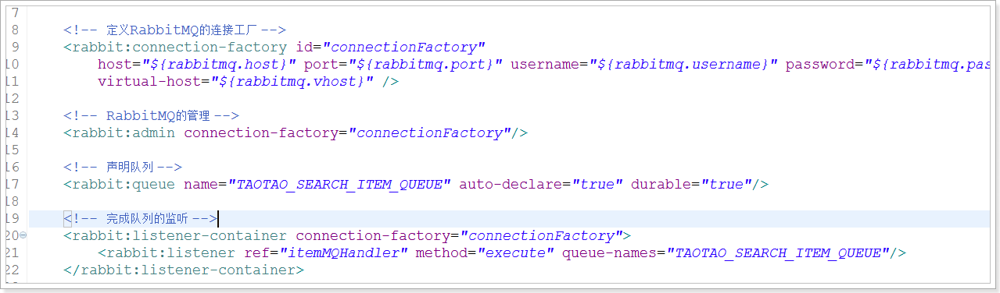 7
8 <!-- 定义RabbitMQ的连接工厂 -->
9 <rabbit:connection-factory id="connectionFactory"
10 host="${rabbitmq.host}" port="${rabbitmq.port}" username="${rabbitmq.username}" password="${rabbitmq.pas
11 virtual-host="${rabbitmq.vhost}" />
12
13 <!-- RabbitMQ的管理 -->
14 <rabbit:admin connection-factory="connectionFactory"/>
15
16 <!-- 声明队列 -->
17 <rabbit:queue name="TAOTAO_SEARCH_ITEM_QUEUE" auto-declare="true" durable="true"/>
18
19 <!-- 完成队列的监听 -->
20 <rabbit:listener-container connection-factory="connectionFactory">
21 <rabbit:listener ref="itemMQHandler" method="execute" queue-names="TAOTAO_SEARCH_ITEM_QUEUE"/>
22 </rabbit:listener-container>